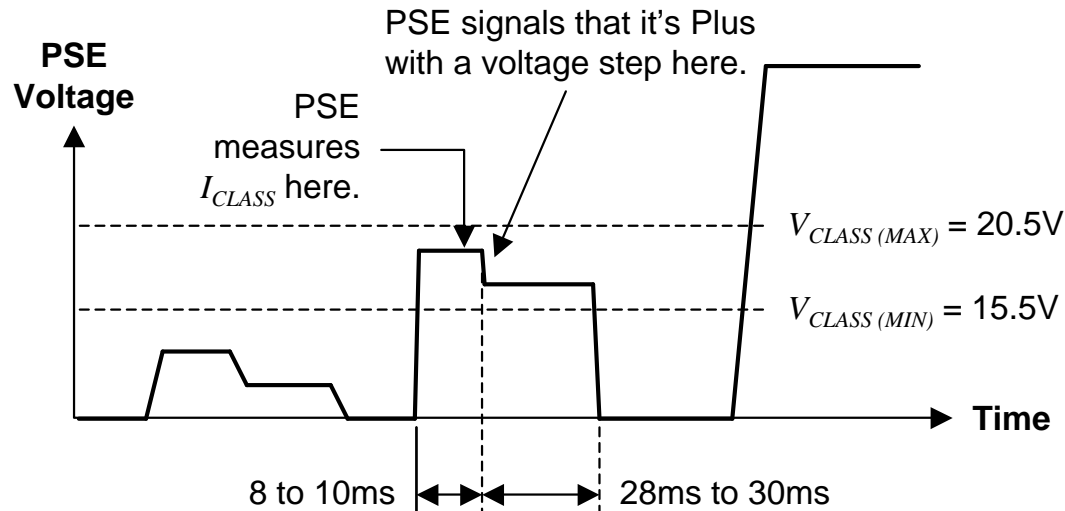 PSE signals that it's Plus
with a voltage step here.
PSE
Voltage
PSE
measures
I_CLASS here.
V_CLASS (MAX) = 20.5V
V_CLASS (MIN) = 15.5V
Time
8 to 10ms
28ms to 30ms